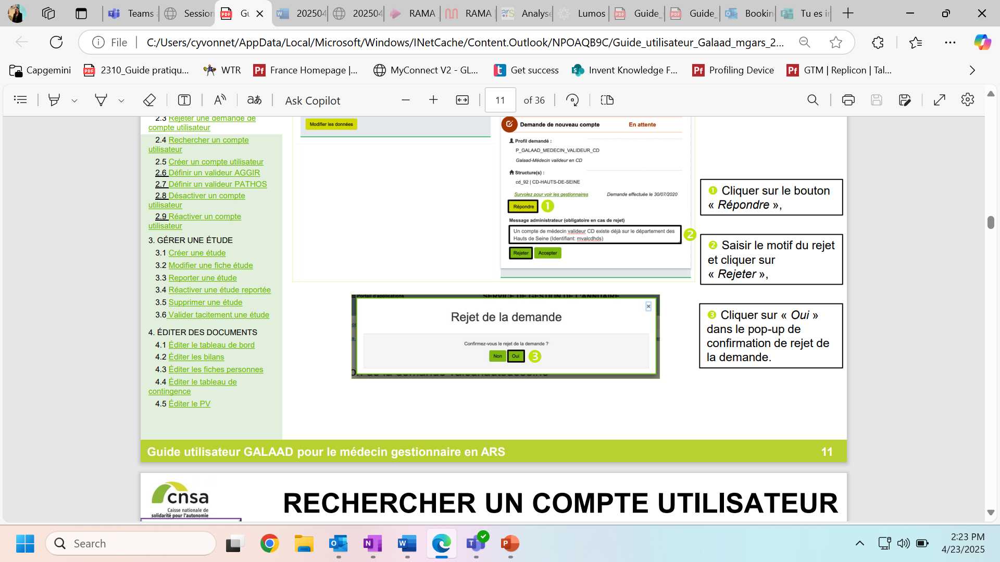 Teams a
Session
Gu
202504
202504
RAMA
RAMA
Analyse
Lumos
Guide_
Guide_
Bookin
Tu es in
File
C:/Users/cyvonnet/AppData/Local/Microsoft/Windows/INetCache/Content.Outlook/NPOAQB9C/Guide_utilisateur_Galaad_mgars_2...
Capgemini
2310_Guide pratiqu...
WTR
France Homepage |...
MyConnect V2 - GL...
Get success
Invent Knowledge F...
Profiling Device
GTM | Replicon | Tal...
Ask Copilot
11
of 36
2.3 Rejeter une demande de
compte utilisateur
2.4 Rechercher un compte
utilisateur
2.5 Créer un compte utilisateur
2.6 Définir un valideur AGGIR
2.7 Définir un valideur PATHOS
2.8 Désactiver un compte
utilisateur
2.9 Réactiver un compte
utilisateur
3. GÉRER UNE ÉTUDE
3.1 Créer une étude
3.2 Modifier une fiche étude
3.3 Reporter une étude
3.4 Réactiver une étude reportée
3.5 Supprimer une étude
3.6 Valider tacitement une étude
4. ÉDITER DES DOCUMENTS
4.1 Éditer le tableau de bord
4.2 Éditer les bilans
4.3 Éditer les fiches personnes
4.4 Éditer le tableau de
contingence
4.5 Éditer le PV
Modifier les données
Demande de nouveau compte En attente
Profil demandé :
P_GALAAD_MEDECIN_VALIDEUR_CD
Galaad-Médecin valideur en CD
Structure(s) :
cd_92 | CD-HAUTS-DE-SEINE
Survolez pour voir les gestionnaires Demande effectuée le 30/07/2020
Répondre 1
Message administrateur (obligatoire en cas de rejet)
Un compte de médecin valideur CD existe déjà sur le département des
Hauts de Seine (Identifiant: mvalcdhds)
2
Rejeter Accepter
Portail d'applications SERVICE DE GESTION DE L'ANNUAIRE
Rejet de la demande
×
Confirmez-vous le rejet de la demande ?
Non Oui 3
on de la demande valcdhautsdeseine
1 Cliquer sur le bouton
« Répondre »,
2 Saisir le motif du rejet
et cliquer sur
« Rejeter »,
3 Cliquer sur « Oui »
dans le pop-up de
confirmation de rejet de
la demande.
Guide utilisateur GALAAD pour le médecin gestionnaire en ARS 11
cnsa
Caisse nationale de
solidarité pour l'autonomie
RECHERCHER UN COMPTE UTILISATEUR
Search
2:23 PM
4/23/2025